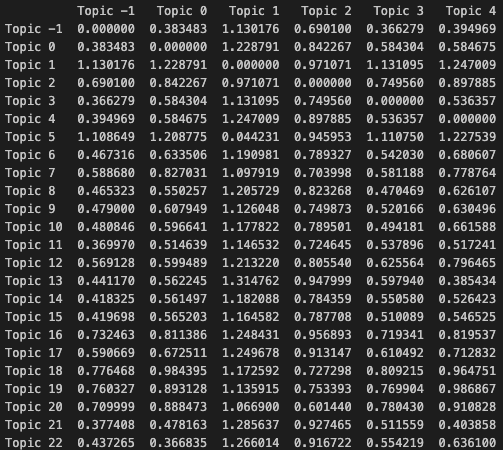 Topic -1 Topic 0 Topic 1 Topic 2 Topic 3 Topic 4
Topic -1 0.000000 0.383483 1.130176 0.690100 0.366279 0.394969
Topic 0 0.383483 0.000000 1.228791 0.842267 0.584304 0.584675
Topic 1 1.130176 1.228791 0.000000 0.971071 1.131095 1.247009
Topic 2 0.690100 0.842267 0.971071 0.000000 0.749560 0.897885
Topic 3 0.366279 0.584304 1.131095 0.749560 0.000000 0.536357
Topic 4 0.394969 0.584675 1.247009 0.897885 0.536357 0.000000
Topic 5 1.108649 1.208775 0.044231 0.945953 1.110750 1.227539
Topic 6 0.467316 0.633506 1.190981 0.789327 0.542030 0.680607
Topic 7 0.588680 0.827031 1.097919 0.703998 0.581188 0.778764
Topic 8 0.465323 0.550257 1.205729 0.823268 0.470469 0.626107
Topic 9 0.479000 0.607949 1.126048 0.749873 0.520166 0.630496
Topic 10 0.480846 0.596641 1.177822 0.789501 0.494181 0.661588
Topic 11 0.369970 0.514639 1.146532 0.724645 0.537896 0.517241
Topic 12 0.569128 0.599489 1.213220 0.805540 0.625564 0.796465
Topic 13 0.441170 0.562245 1.314762 0.947999 0.597940 0.385434
Topic 14 0.418325 0.561497 1.182088 0.784359 0.550580 0.526423
Topic 15 0.419698 0.565203 1.164582 0.787708 0.510089 0.546525
Topic 16 0.732463 0.811386 1.248431 0.956893 0.719341 0.819537
Topic 17 0.590669 0.672511 1.249678 0.913147 0.610492 0.712832
Topic 18 0.776468 0.984395 1.172592 0.727298 0.809215 0.964751
Topic 19 0.760327 0.893128 1.135915 0.753393 0.769904 0.986867
Topic 20 0.709999 0.888473 1.066900 0.601440 0.780430 0.910828
Topic 21 0.377408 0.478163 1.285637 0.927465 0.511559 0.403858
Topic 22 0.437265 0.366835 1.266014 0.916722 0.554219 0.636100